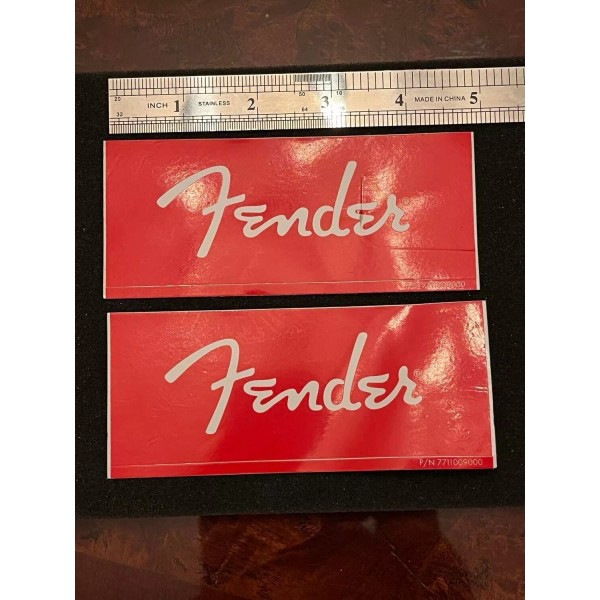 20 50 10
INCH 1 STAINLESS 2 3 4 MADE IN CHINA 5
32 64
Fender
Fender
P/N 7711009000